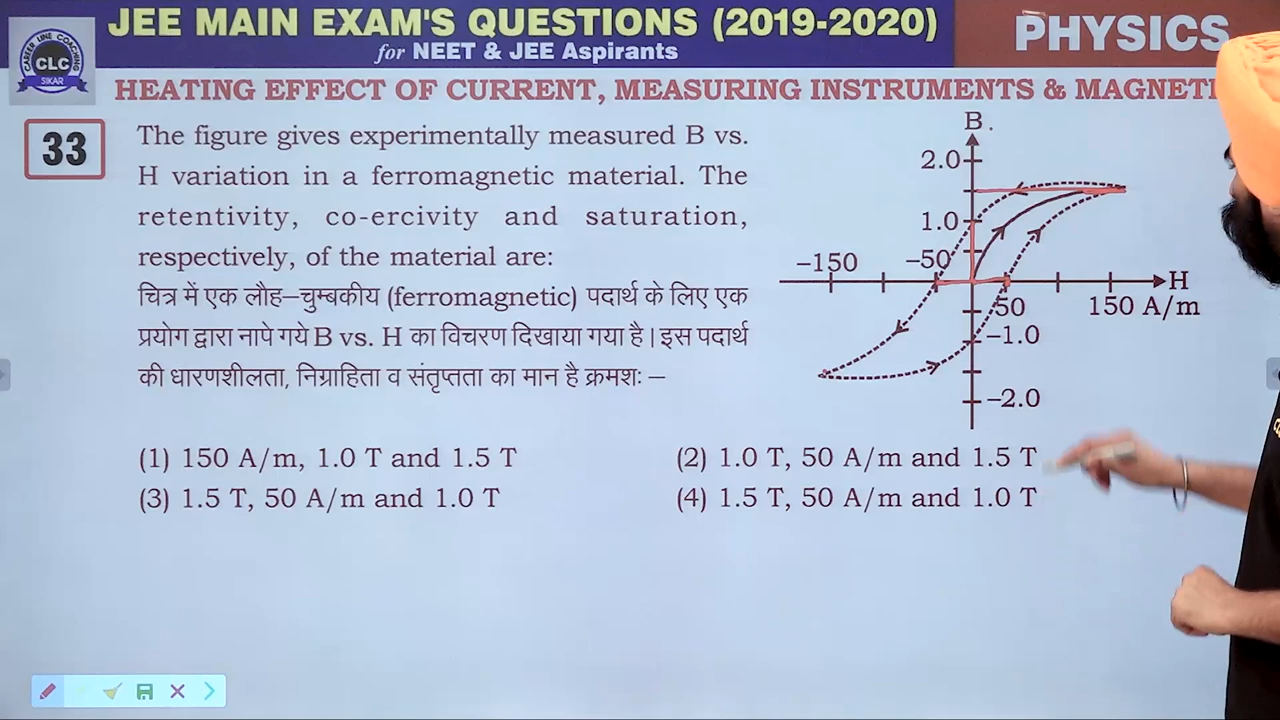 JEE MAIN EXAM'S QUESTIONS (2019-2020)
for NEET & JEE Aspirants
PHYSICS
CAREER LINE COACHING
CLC
SIKAR
HEATING EFFECT OF CURRENT, MEASURING INSTRUMENTS & MAGNETI
33
The figure gives experimentally measured B vs.
H variation in a ferromagnetic material. The
retentivity, co-ercivity and saturation,
respectively, of the material are:
चित्र में एक लौह–चुम्बकीय (ferromagnetic) पदार्थ के लिए एक
प्रयोग द्वारा नापे गये B vs. H का विचरण दिखाया गया है। इस पदार्थ
की धारणशीलता, निग्राहिता व संतृप्तता का मान है क्रमशः –
B .
2.0
1.0
–150
–50
H
50
150 A/m
–1.0
–2.0
(1) 150 A/m, 1.0 T and 1.5 T
(2) 1.0 T, 50 A/m and 1.5 T
(3) 1.5 T, 50 A/m and 1.0 T
(4) 1.5 T, 50 A/m and 1.0 T